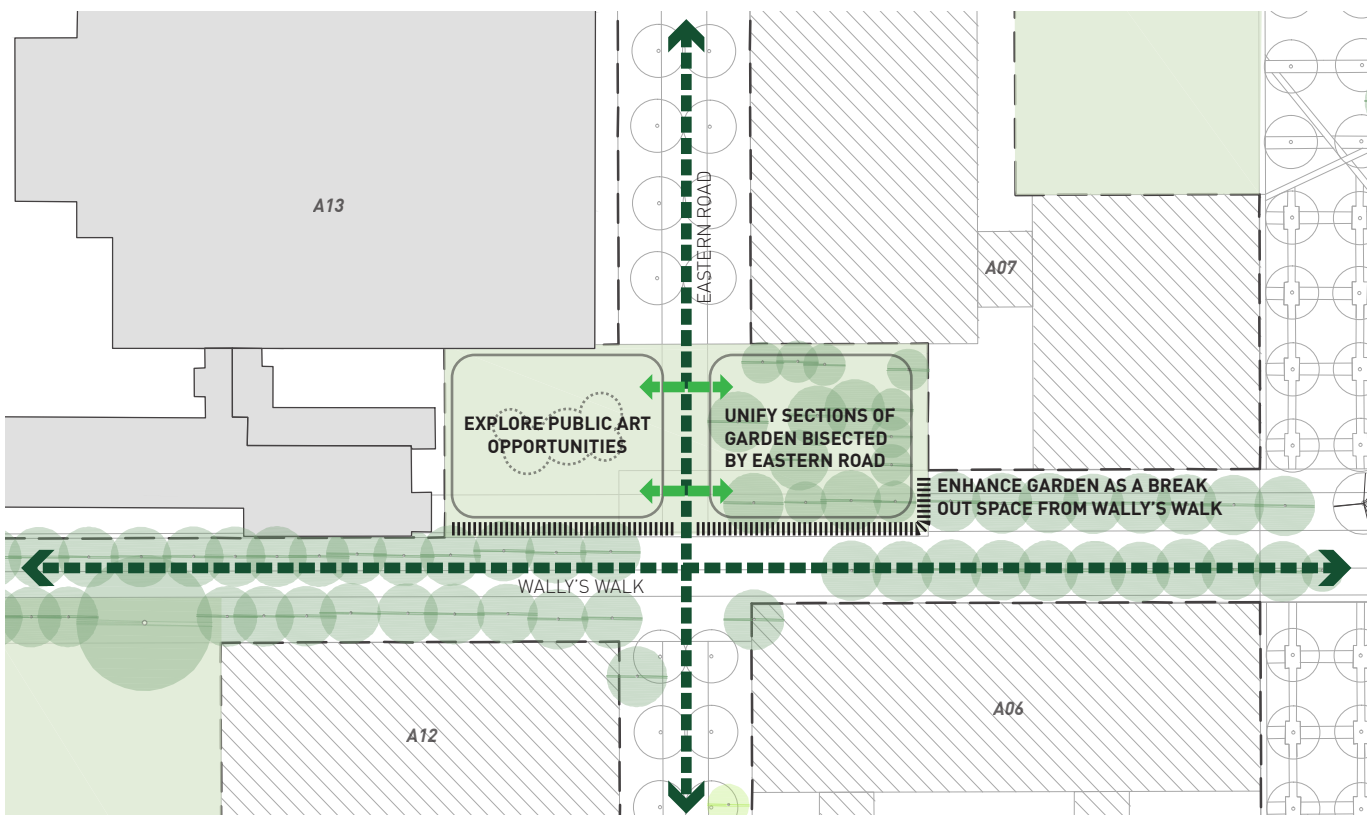 A13
EASTERN ROAD
A07
EXPLORE PUBLIC ART
OPPORTUNITIES
UNIFY SECTIONS OF
GARDEN BISECTED
BY EASTERN ROAD
ENHANCE GARDEN AS A BREAK
OUT SPACE FROM WALLY'S WALK
WALLY'S WALK
A12
A06